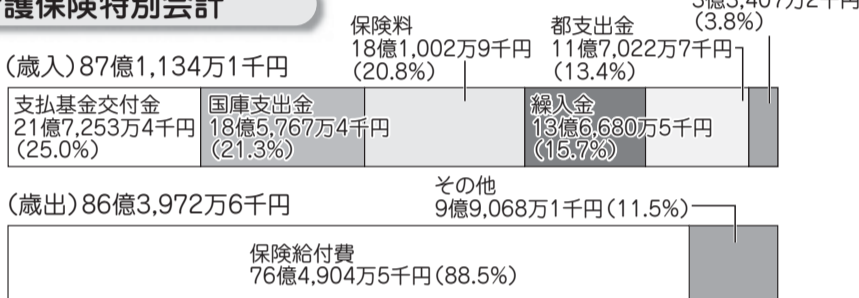 護保険特別会計
(3.8%)
保険料
18億1,002万9千円
(20.8%)
都支出金
11億7,022万7千円
(13.4%)
(歳入)87億1,134万1千円
支払基金交付金
21億7,253万4千円
(25.0%)
国庫支出金
18億5,767万4千円
(21.3%)
繰入金
13億6,680万5千円
(15.7%)
(歳出)86億3,972万6千円
その他
9億9,068万1千円(11.5%)
保険給付費
76億4,904万5千円(88.5%)